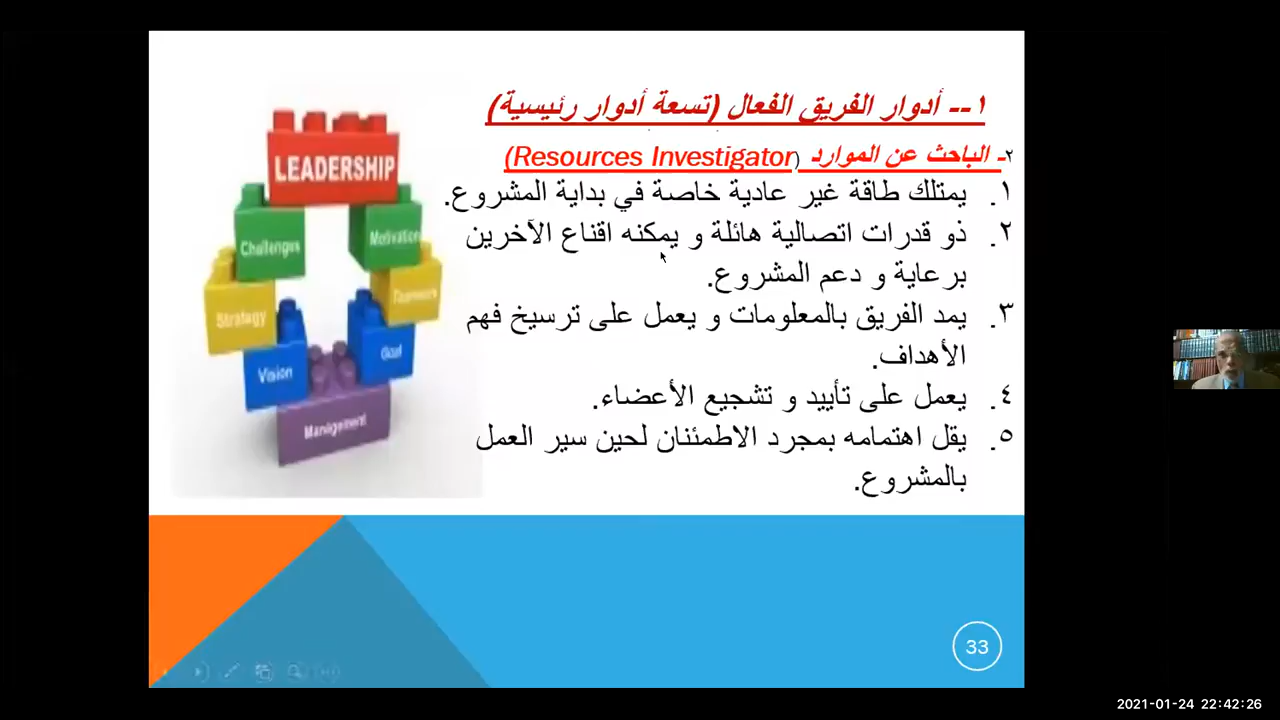 ١-- أدوار الفريق الفعال (تسعة أدوار رئيسية)
٢- الباحث عن الموارد (Resources Investigator)
١. يمتلك طاقة غير عادية خاصة في بداية المشروع.
٢. ذو قدرات اتصالية هائلة و يمكنه اقناع الآخرين
برعاية و دعم المشروع.
٣. يمد الفريق بالمعلومات و يعمل على ترسيخ فهم
الأهداف.
٤. يعمل على تأييد و تشجيع الأعضاء.
٥. يقل اهتمامه بمجرد الاطمئنان لحين سير العمل
بالمشروع.
LEADERSHIP
Challenges
Motivation
Strategy
Teamwork
Vision
Goal
Management
33
2021-01-24 22:42:26